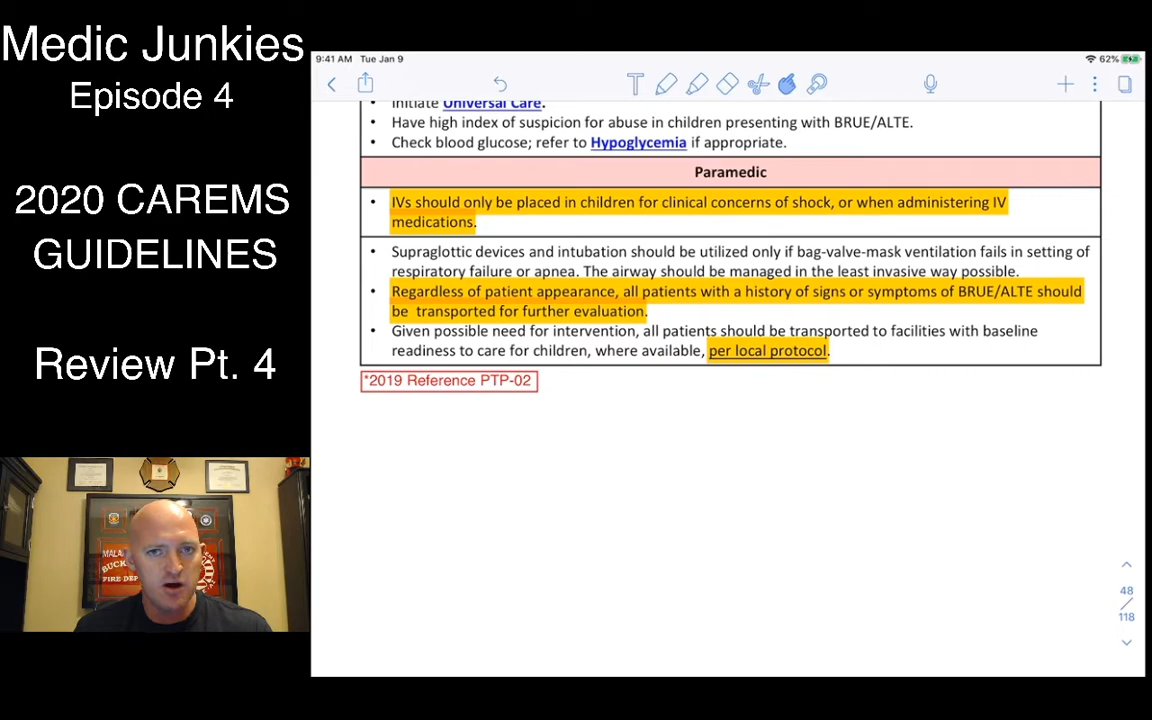 Medic Junkies
Episode 4
2020 CAREMS
GUIDELINES
Review Pt. 4
9:41 AM Tue Jan 9
62%
T
• Initiate Universal Care.
• Have high index of suspicion for abuse in children presenting with BRUE/ALTE.
• Check blood glucose; refer to Hypoglycemia if appropriate.
Paramedic
• IVs should only be placed in children for clinical concerns of shock, or when administering IV
medications.
• Supraglottic devices and intubation should be utilized only if bag-valve-mask ventilation fails in setting of
respiratory failure or apnea. The airway should be managed in the least invasive way possible.
• Regardless of patient appearance, all patients with a history of signs or symptoms of BRUE/ALTE should
be transported for further evaluation.
• Given possible need for intervention, all patients should be transported to facilities with baseline
readiness to care for children, where available, per local protocol.
*2019 Reference PTP-02
48
/
118